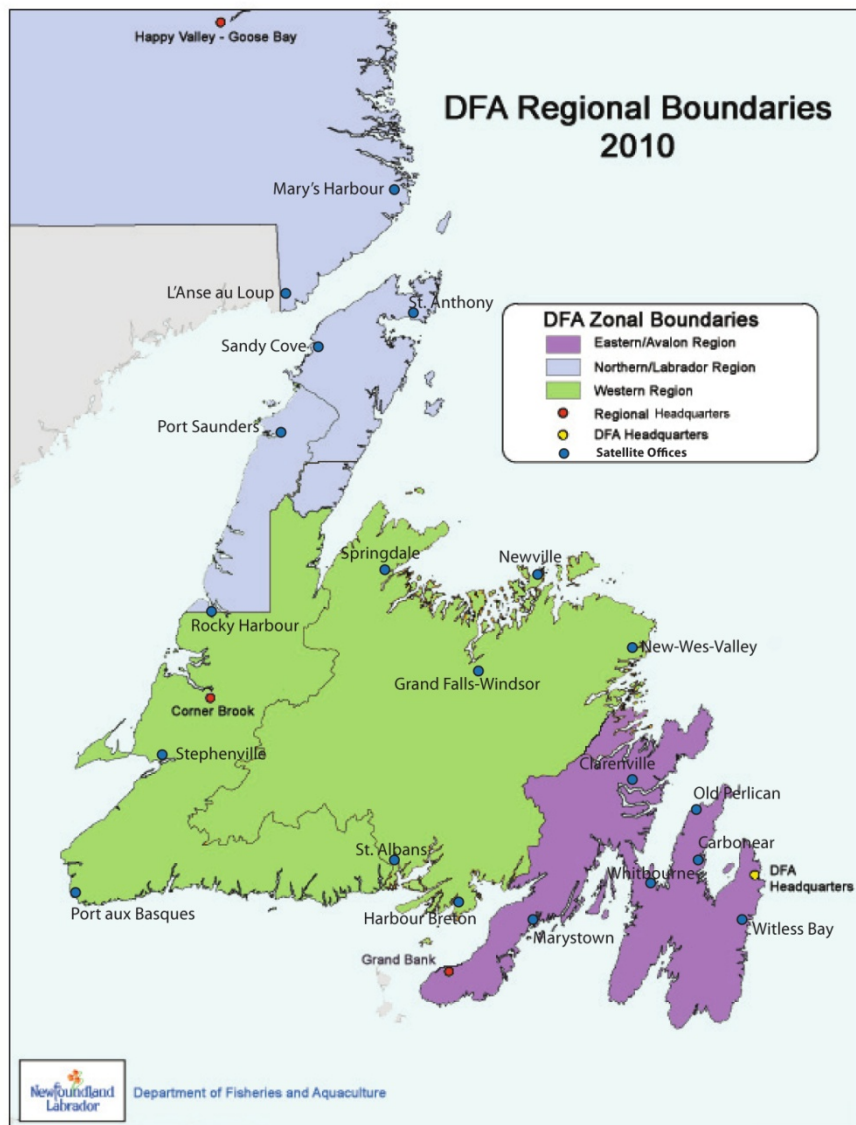 Happy Valley - Goose Bay
DFA Regional Boundaries
2010
Mary's Harbour
L'Anse au Loup
St. Anthony
DFA Zonal Boundaries
Eastern/Avalon Region
Northern/Labrador Region
Western Region
Regional Headquarters
DFA Headquarters
Satellite Offices
Sandy Cove
Port Saunders
Springdale
Newville
Rocky Harbour
New-Wes-Valley
Grand Falls-Windsor
Corner Brook
Stephenville
Clarenville
Old Perlican
St. Albans
Carbonear
Whitbourne
DFA
Headquarters
Port aux Basques
Harbour Breton
Marystown
Witless Bay
Grand Bank
Newfoundland
Labrador
Department of Fisheries and Aquaculture